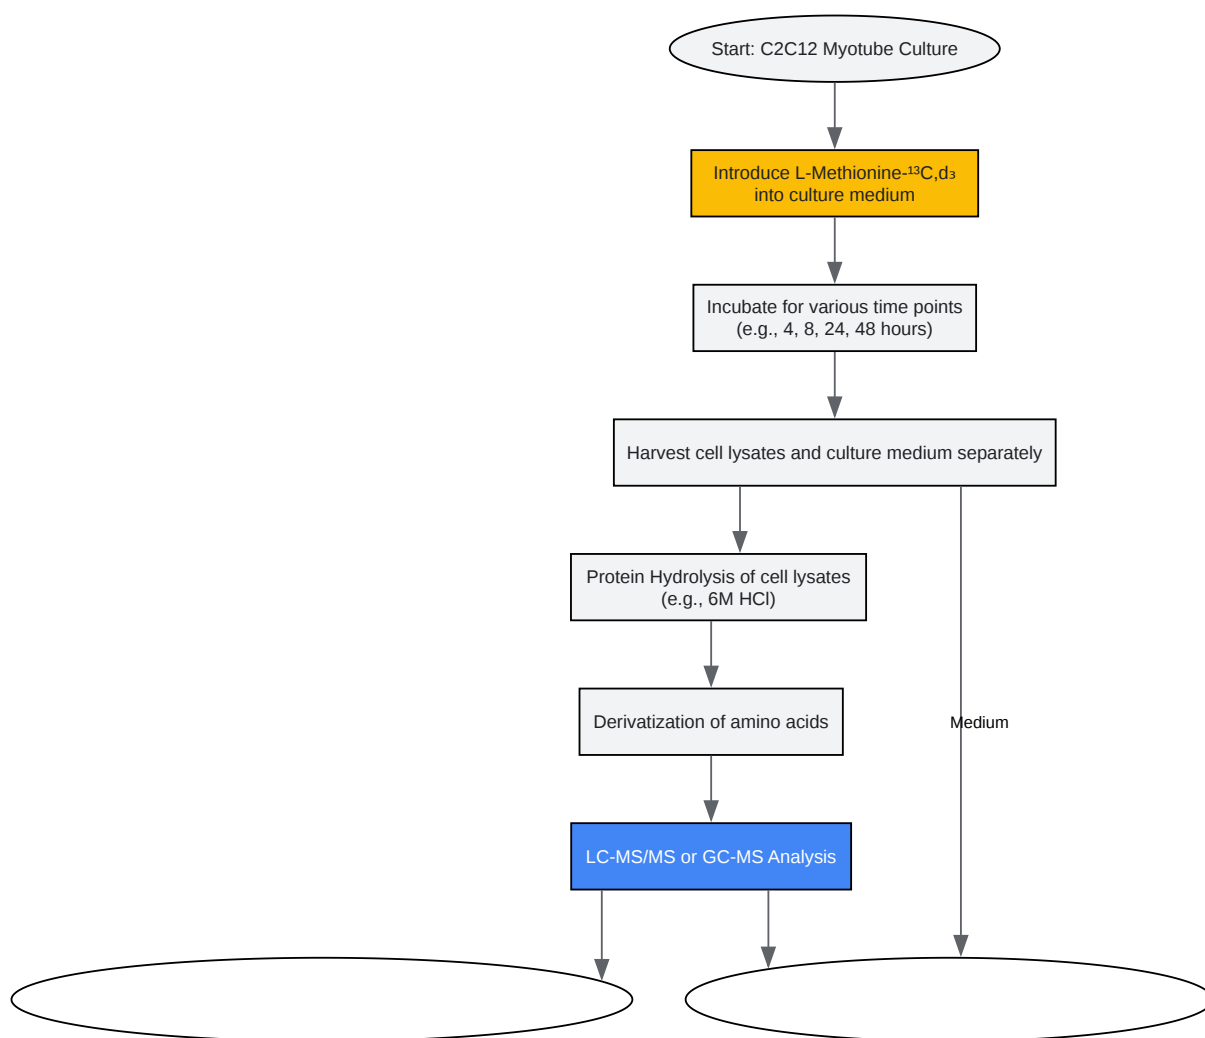 Start: C2C12 Myotube Culture
Introduce L-Methionine-¹³C,d₃
into culture medium
Incubate for various time points
(e.g., 4, 8, 24, 48 hours)
Harvest cell lysates and culture medium separately
Protein Hydrolysis of cell lysates
(e.g., 6M HCl)
Derivatization of amino acids
Medium
LC-MS/MS or GC-MS Analysis